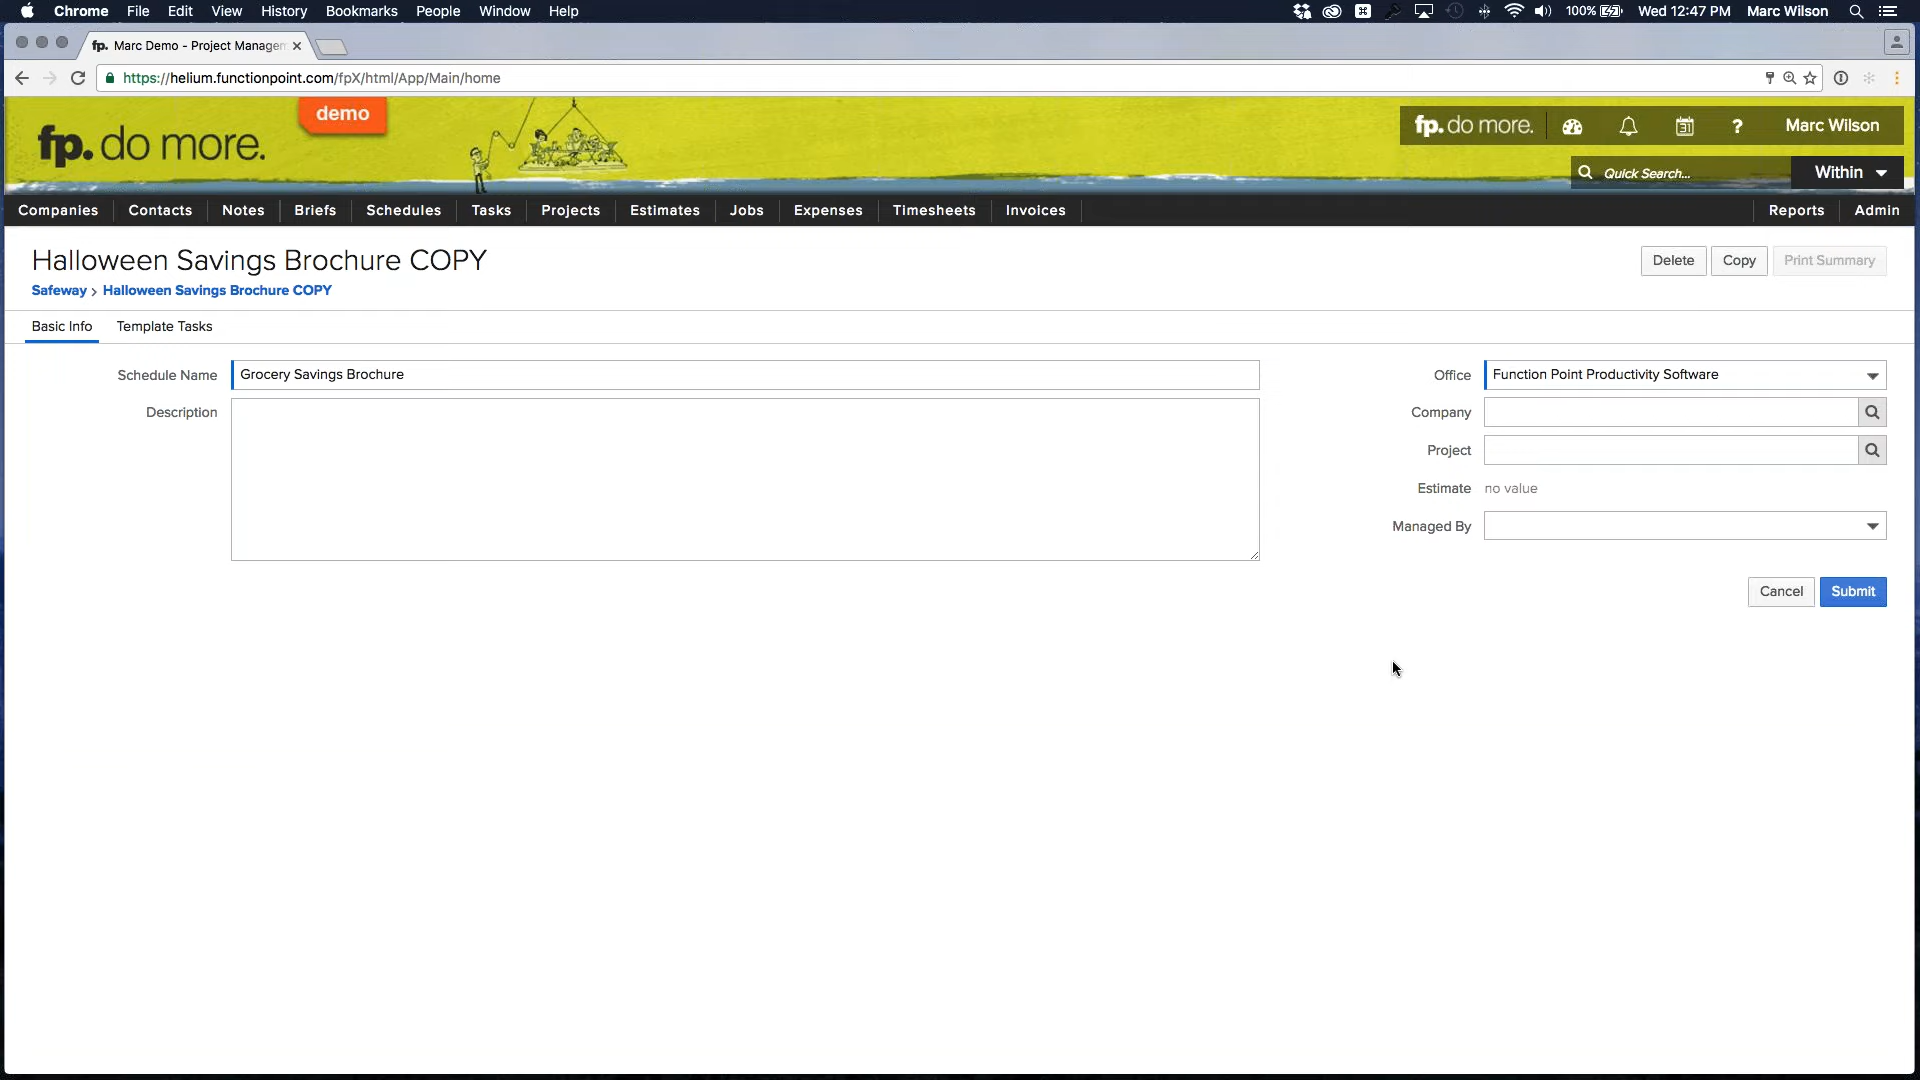 Chrome File Edit View History Bookmarks People Window Help 100% Wed 12:47 PM Marc Wilson
fp. Marc Demo - Project Managem
https://helium.functionpoint.com/fpX/html/App/Main/home
fp. do more.
demo
fp. do more. 31 ? Marc Wilson
Quick Search... Within
Companies Contacts Notes Briefs Schedules Tasks Projects Estimates Jobs Expenses Timesheets Invoices Reports Admin
Halloween Savings Brochure COPY
Delete Copy Print Summary
Safeway > Halloween Savings Brochure COPY
Basic Info Template Tasks
Schedule Name Grocery Savings Brochure
Office Function Point Productivity Software
Description
Company
Project
Estimate no value
Managed By
Cancel Submit